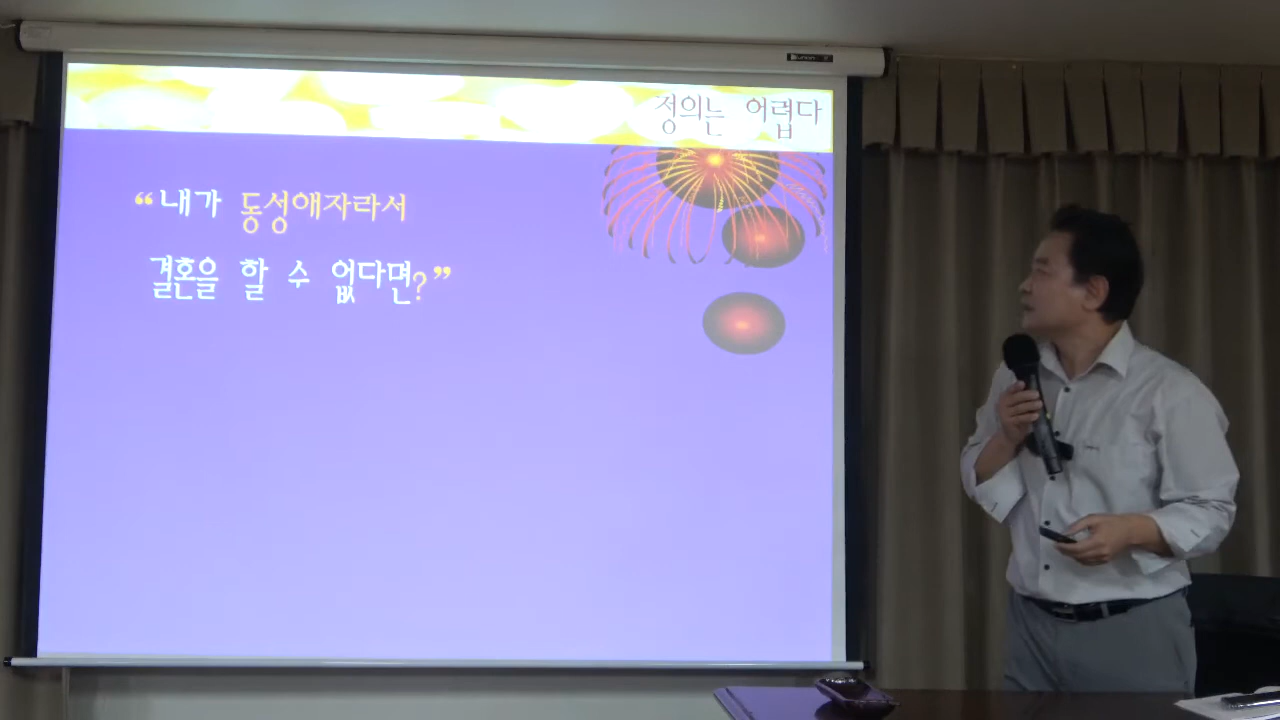 정의는 어렵다
“내가 동성애자라서
결혼을 할 수 없다면?”